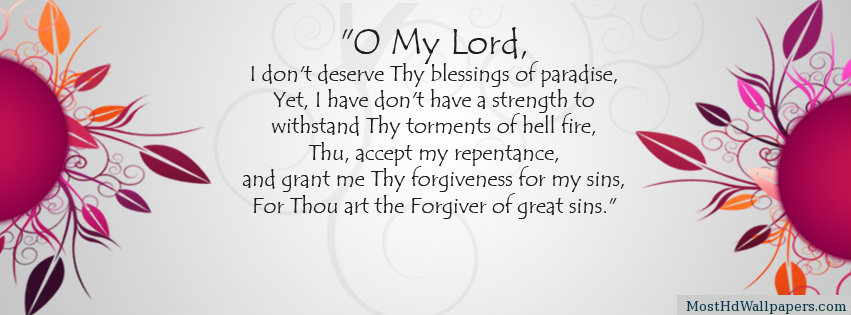 "O My Lord,
I don't deserve Thy blessings of paradise,
Yet, I have don't have a strength to
withstand Thy torments of hell fire,
Thu, accept my repentance,
and grant me Thy forgiveness for my sins,
For Thou art the Forgiver of great sins."
MostHdWallpapers.com